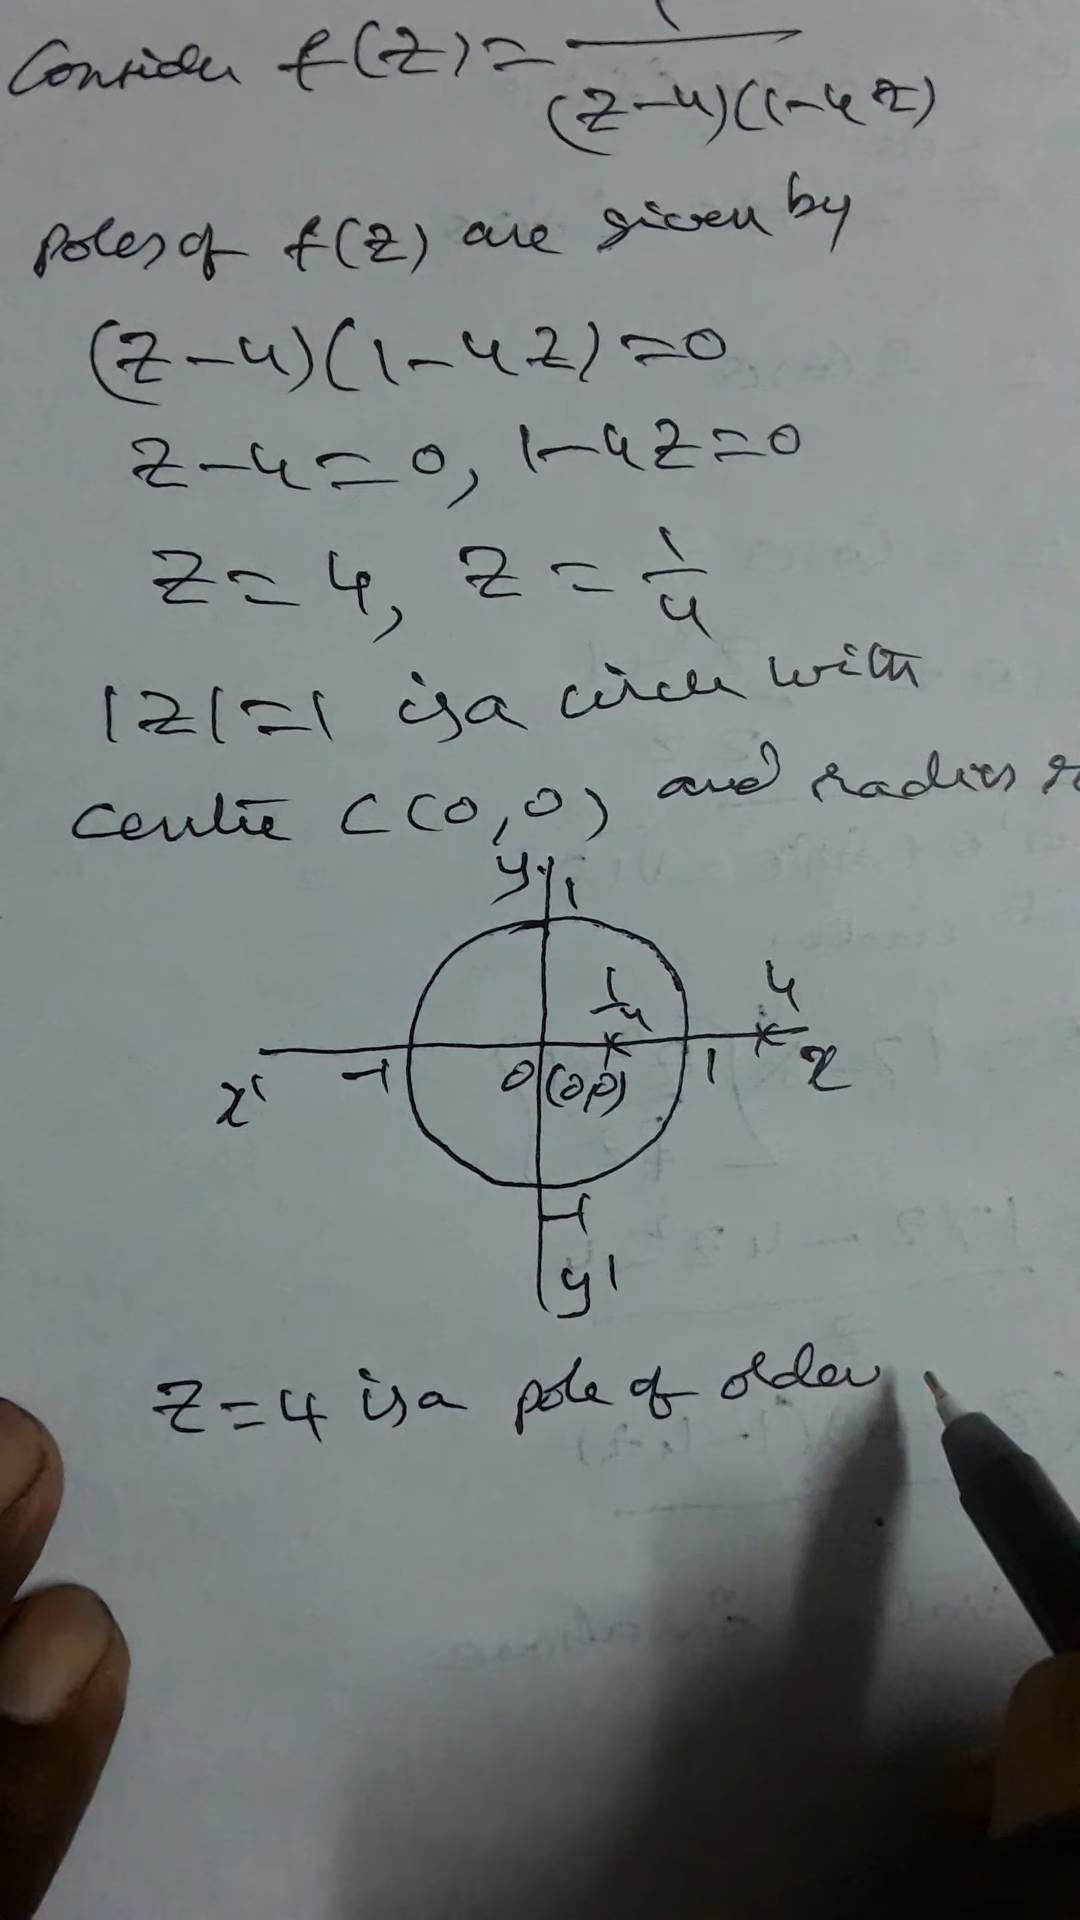 Consider f(z) = 1
(z-4)(1-4z)
poles of f(z) are given by
(z-4)(1-4z)=0
z-4=0, 1-4z=0
z=4, z=1/4
|z|=1 is a circle with
centre C(0,0) and radius
y 1
1/4 4
x' -1 0 (0,0) 1 x
-1
y'
z=4 is a pole of order